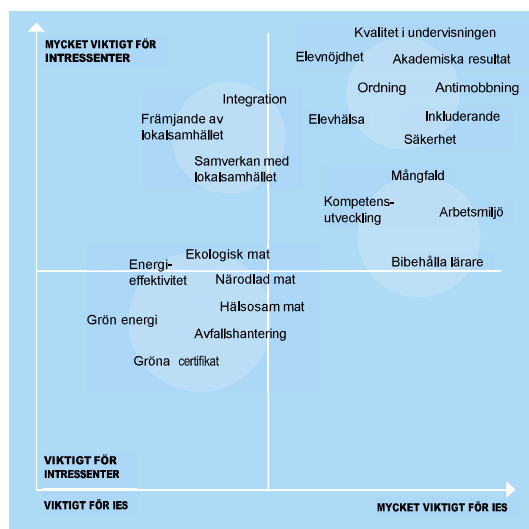 MYCKET VIKTIGT FÖR
INTRESSENTER
Kvalitet i undervisningen
Elevnöjdhet
Akademiska resultat
Ordning
Antimobbning
Integration
Främjande av
lokalsamhället
Elevhälsa
Inkluderande
Säkerhet
Samverkan med
lokalsamhället
Mångfald
Kompetens-
utveckling
Arbetsmiljö
Ekologisk mat
Bibehålla lärare
Energi-
effektivitet
Närodlad mat
Hälsosam mat
Grön energi
Avfallshantering
Gröna certifikat
VIKTIGT FÖR
INTRESSENTER
VIKTIGT FÖR IES
MYCKET VIKTIGT FÖR IES